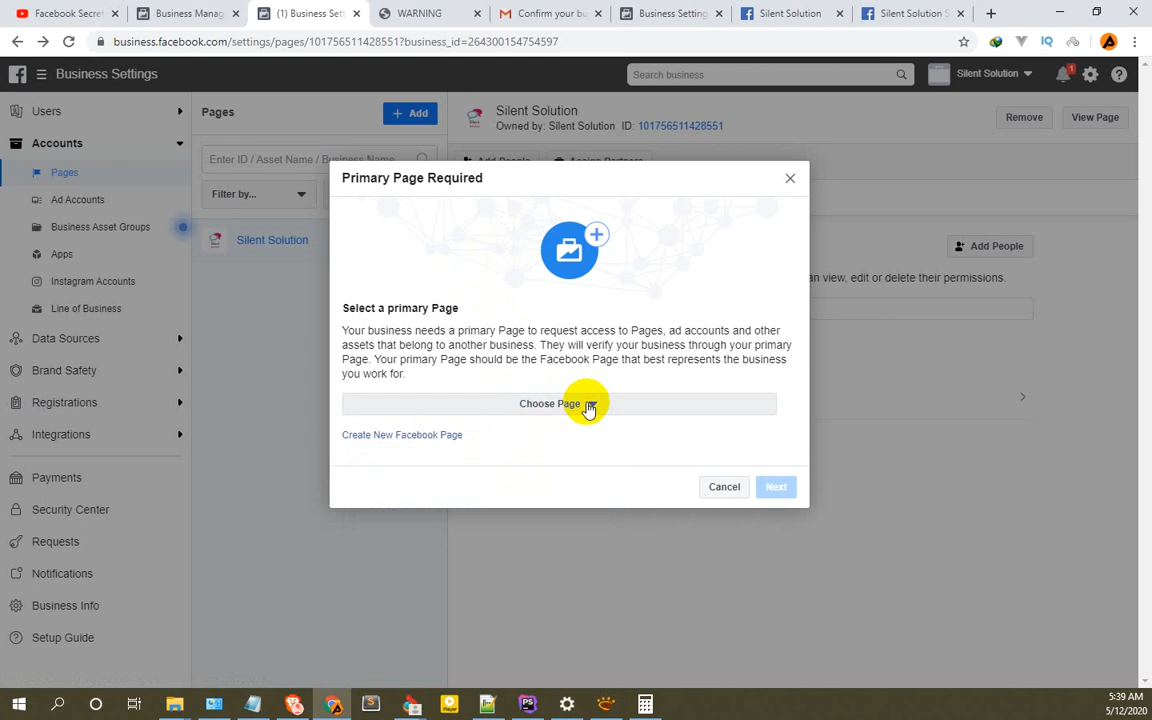 Facebook Secret
Business Manag
(1) Business Sett
WARNING
Confirm your bu
Business Setting
Silent Solution
Silent Solution S
business.facebook.com/settings/pages/101756511428551?business_id=264300154754597
Business Settings
Search business
Silent Solution
1
Users
Accounts
Pages
Ad Accounts
Business Asset Groups
Apps
Instagram Accounts
Line of Business
Data Sources
Brand Safety
Registrations
Integrations
Payments
Security Center
Requests
Notifications
Business Info
Setup Guide
Pages
+ Add
Enter ID / Asset Name / Business Name
Filter by...
Silent Solution
Silent Solution
Owned by: Silent Solution ID: 101756511428551
Remove
View Page
Add People
Assign Partners
Add People
an view, edit or delete their permissions.
Primary Page Required
Select a primary Page
Your business needs a primary Page to request access to Pages, ad accounts and other
assets that belong to another business. They will verify your business through your primary
Page. Your primary Page should be the Facebook Page that best represents the business
you work for.
Choose Page
Create New Facebook Page
Cancel
Next
5:39 AM
5/12/2020